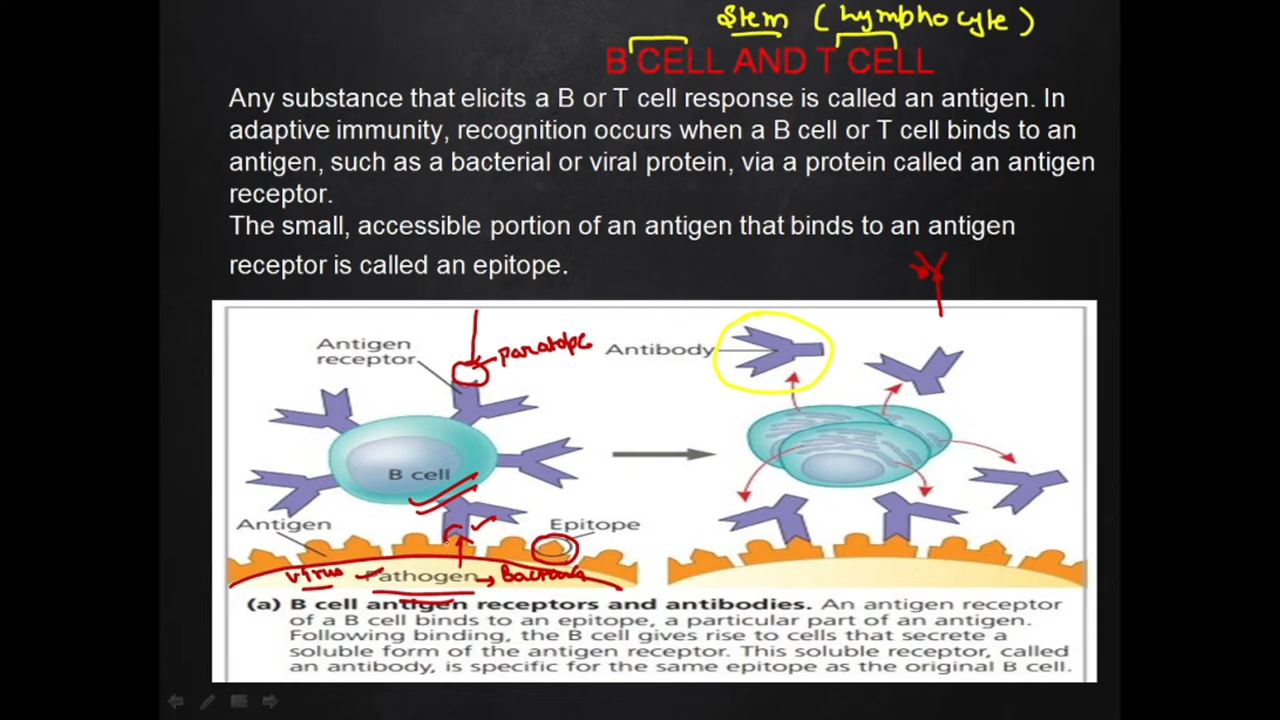 Stem (Lymphocyte)
B CELL AND T CELL
Any substance that elicits a B or T cell response is called an antigen. In
adaptive immunity, recognition occurs when a B cell or T cell binds to an
antigen, such as a bacterial or viral protein, via a protein called an antigen
receptor.
The small, accessible portion of an antigen that binds to an antigen
receptor is called an epitope.
Antigen
receptor
paratope
Antibody
B cell
Antigen
Epitope
Virus
Pathogen
Bacteria
(a) B cell antigen receptors and antibodies. An antigen receptor
of a B cell binds to an epitope, a particular part of an antigen.
Following binding, the B cell gives rise to cells that secrete a
soluble form of the antigen receptor. This soluble receptor, called
an antibody, is specific for the same epitope as the original B cell.